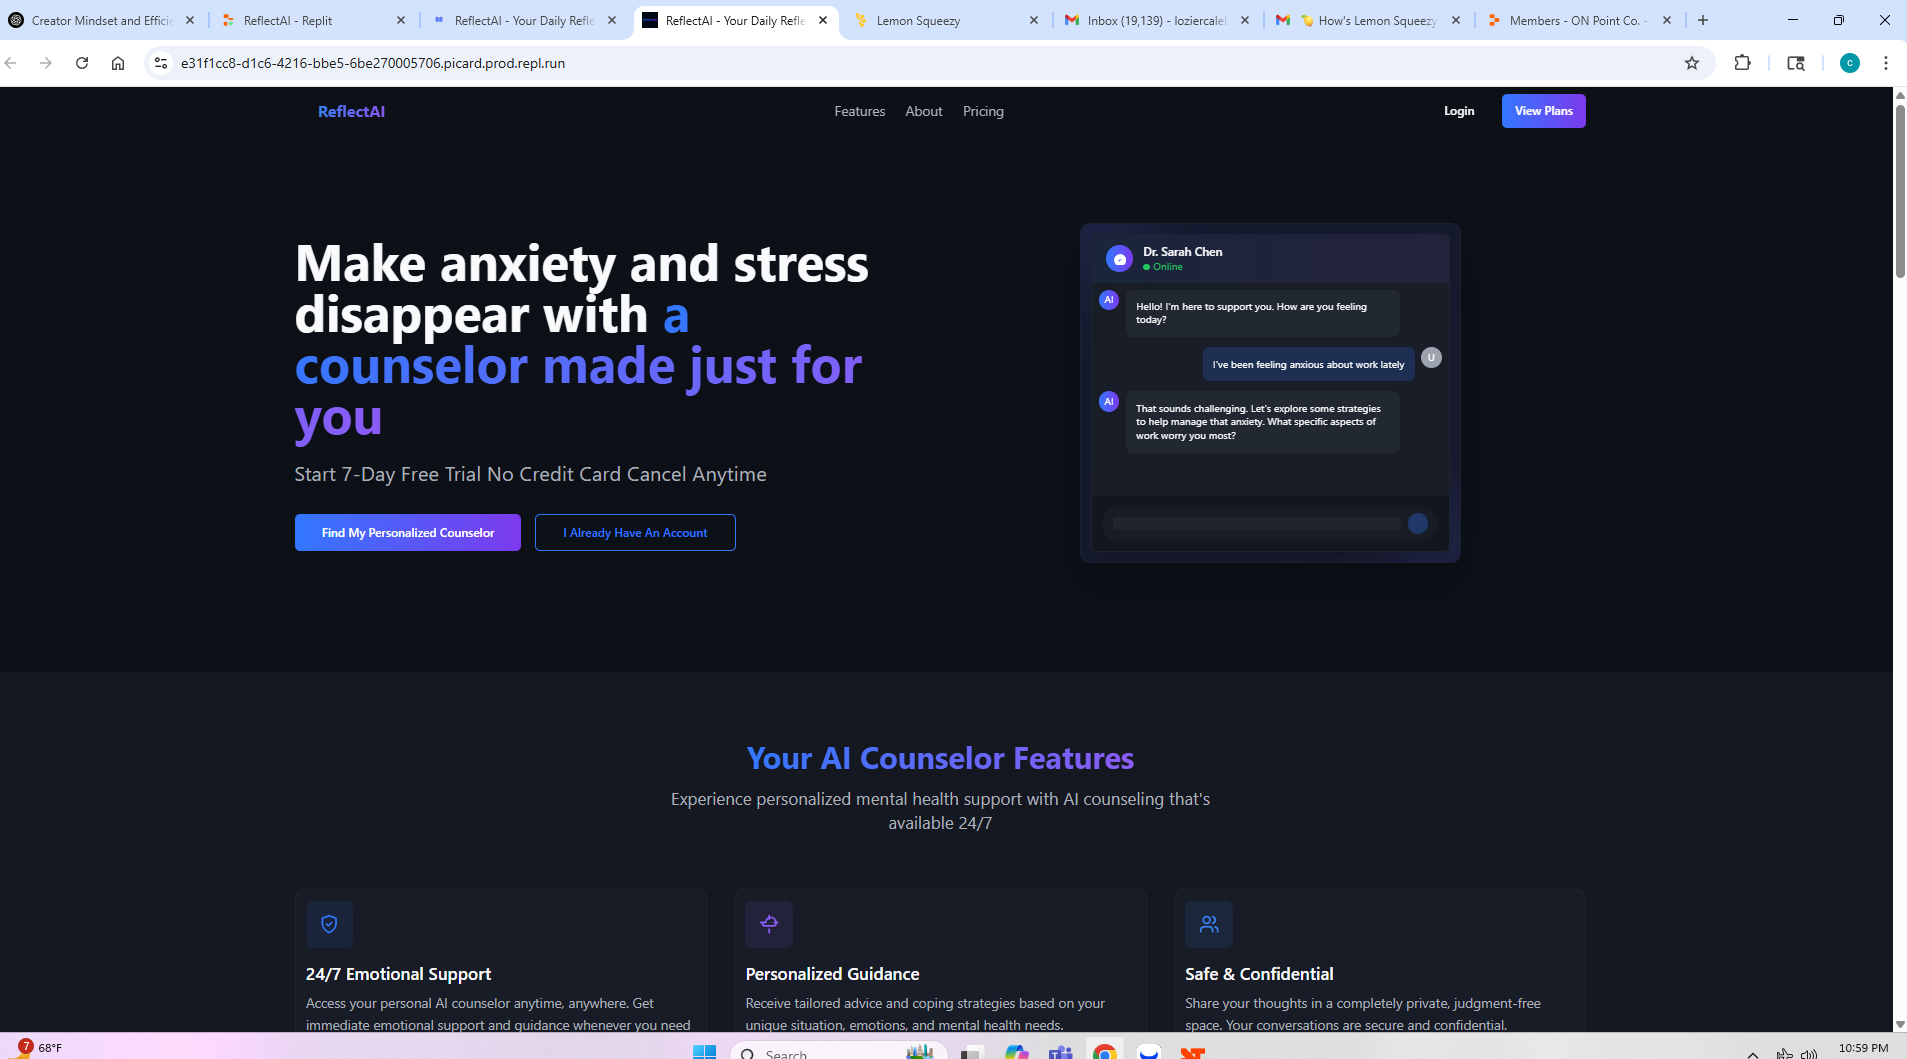 Creator Mindset and Efficie
ReflectAI - Replit
ReflectAI - Your Daily Refle
ReflectAI - Your Daily Refle
Lemon Squeezy
Inbox (19,139) - loziercaleb
How's Lemon Squeezy
Members - ON Point Co. -
e31f1cc8-d1c6-4216-bbe5-6be270005706.picard.prod.repl.run
c
ReflectAI
Features
About
Pricing
Login
View Plans
Make anxiety and stress
disappear with a
counselor made just for
you
Start 7-Day Free Trial No Credit Card Cancel Anytime
Find My Personalized Counselor
I Already Have An Account
Dr. Sarah Chen
Online
AI
Hello! I'm here to support you. How are you feeling
today?
I've been feeling anxious about work lately
U
AI
That sounds challenging. Let's explore some strategies
to help manage that anxiety. What specific aspects of
work worry you most?
Your AI Counselor Features
Experience personalized mental health support with AI counseling that's
available 24/7
24/7 Emotional Support
Access your personal AI counselor anytime, anywhere. Get
immediate emotional support and guidance whenever you need
Personalized Guidance
Receive tailored advice and coping strategies based on your
unique situation, emotions, and mental health needs.
Safe & Confidential
Share your thoughts in a completely private, judgment-free
space. Your conversations are secure and confidential.
7
68°F
Search
10:59 PM